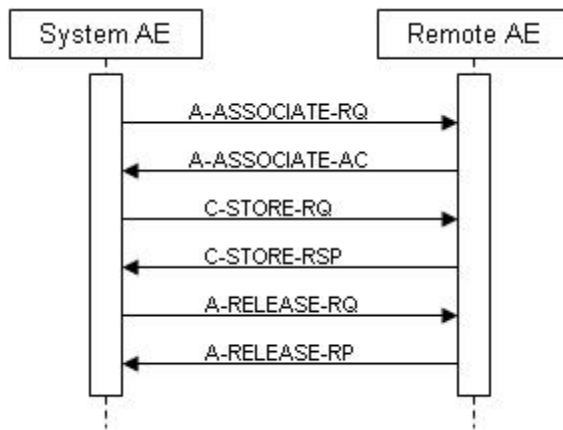 System AE
Remote AE
A-ASSOCIATE-RQ
A-ASSOCIATE-AC
C-STORE-RQ
C-STORE-RSP
A-RELEASE-RQ
A-RELEASE-RP